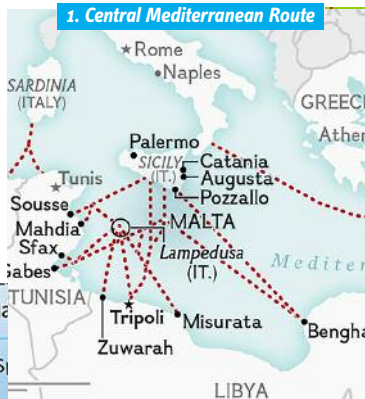 1. Central Mediterranean Route
Rome
Naples
SARDINIA
(ITALY)
GREEC
Palermo
Athen
SICILY
(IT.)
Catania
Augusta
Pozzallo
Tunis
Sousse
MALTA
Mahdia
Sfax
Lampedusa
(IT.)
Mediter
Gabes
TUNISIA
Tripoli
Misurata
Bengha
Zuwarah
LIBYA